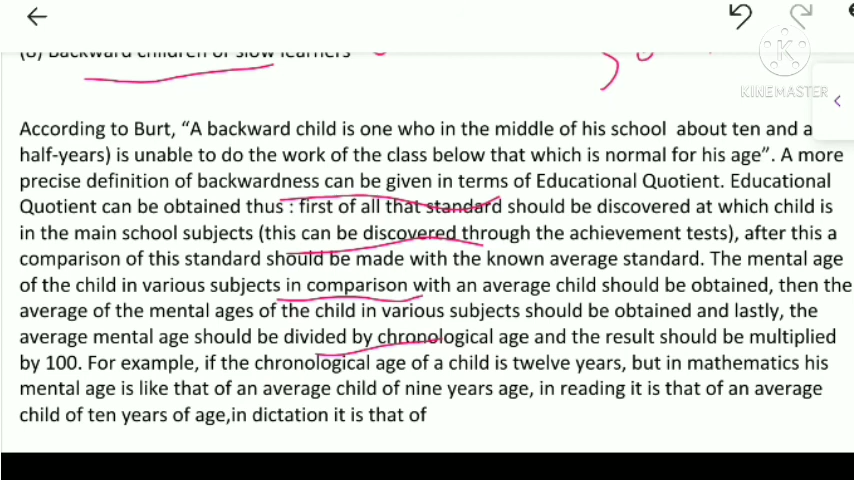 (8) Backward children or slow learners
KINEMASTER
According to Burt, “A backward child is one who in the middle of his school about ten and a
half-years) is unable to do the work of the class below that which is normal for his age”. A more
precise definition of backwardness can be given in terms of Educational Quotient. Educational
Quotient can be obtained thus : first of all that standard should be discovered at which child is
in the main school subjects (this can be discovered through the achievement tests), after this a
comparison of this standard should be made with the known average standard. The mental age
of the child in various subjects in comparison with an average child should be obtained, then the
average of the mental ages of the child in various subjects should be obtained and lastly, the
average mental age should be divided by chronological age and the result should be multiplied
by 100. For example, if the chronological age of a child is twelve years, but in mathematics his
mental age is like that of an average child of nine years age, in reading it is that of an average
child of ten years of age,in dictation it is that of